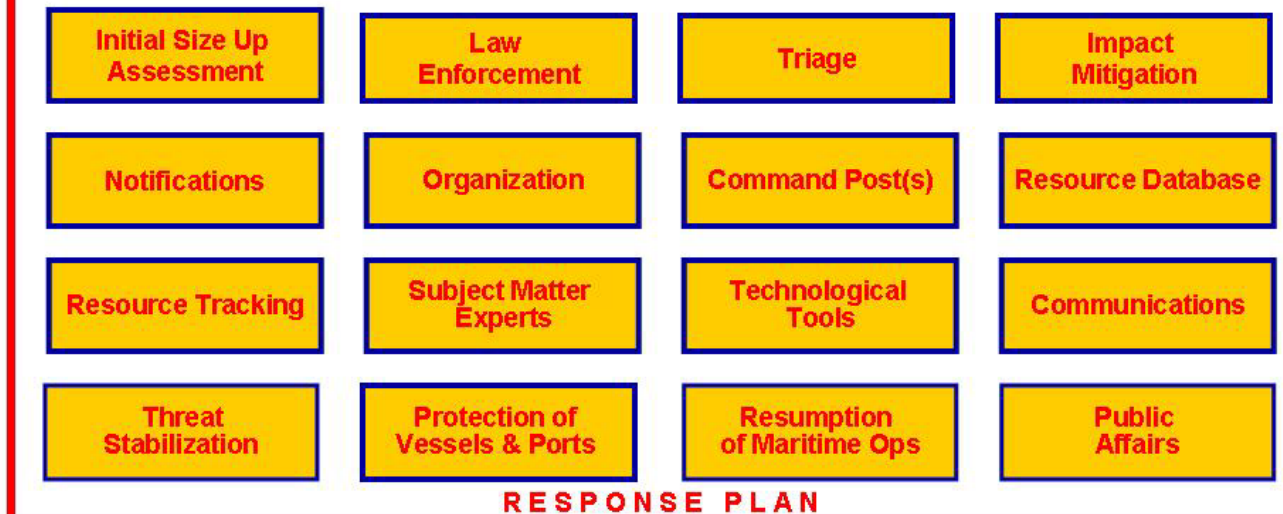 Initial Size Up
Assessment
Law
Enforcement
Triage
Impact
Mitigation
Notifications
Organization
Command Post(s)
Resource Database
Resource Tracking
Subject Matter
Experts
Technological
Tools
Communications
Threat
Stabilization
Protection of
Vessels & Ports
Resumption
of Maritime Ops
Public
Affairs
RESPONSE PLAN